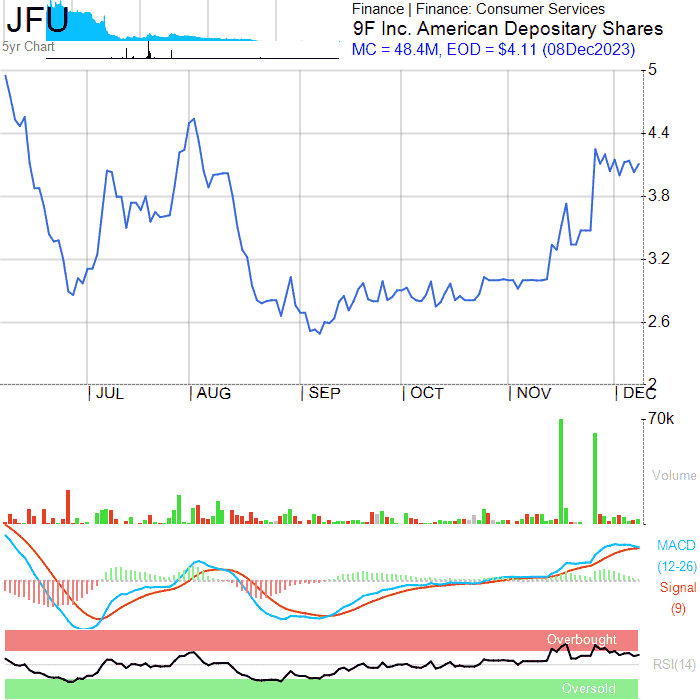 JFU
5yr Chart
Finance | Finance: Consumer Services
9F Inc. American Depositary Shares
MC = 48.4M, EOD = $4.11 (08Dec2023)
5
4.4
3.8
3.2
2.6
2
JUL AUG SEP OCT NOV DEC
70k
Volume
MACD
(12-26)
Signal
(9)
Overbought
RSI(14)
Oversold